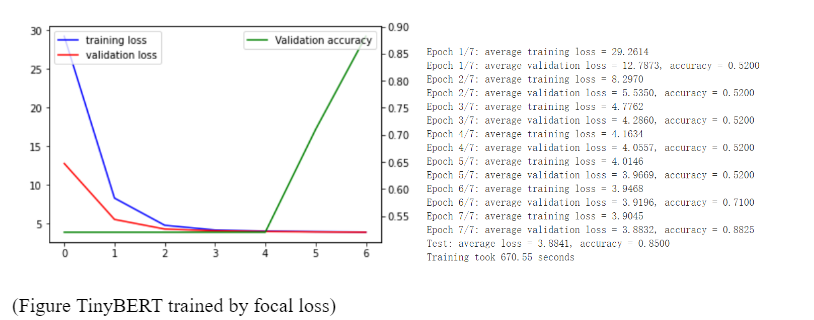 30
25
20
15
10
5
0 1 2 3 4 5 6
training loss
validation loss
Validation accuracy
0.90
0.85
0.80
0.75
0.70
0.65
0.60
0.55
Epoch 1/7: average training loss = 29.2614
Epoch 1/7: average validation loss = 12.7873, accuracy = 0.5200
Epoch 2/7: average training loss = 8.2970
Epoch 2/7: average validation loss = 5.5350, accuracy = 0.5200
Epoch 3/7: average training loss = 4.7762
Epoch 3/7: average validation loss = 4.2860, accuracy = 0.5200
Epoch 4/7: average training loss = 4.1634
Epoch 4/7: average validation loss = 4.0557, accuracy = 0.5200
Epoch 5/7: average training loss = 4.0146
Epoch 5/7: average validation loss = 3.9669, accuracy = 0.5200
Epoch 6/7: average training loss = 3.9468
Epoch 6/7: average validation loss = 3.9196, accuracy = 0.7100
Epoch 7/7: average training loss = 3.9045
Epoch 7/7: average validation loss = 3.8832, accuracy = 0.8825
Test: average loss = 3.8841, accuracy = 0.8500
Training took 670.55 seconds
(Figure TinyBERT trained by focal loss)